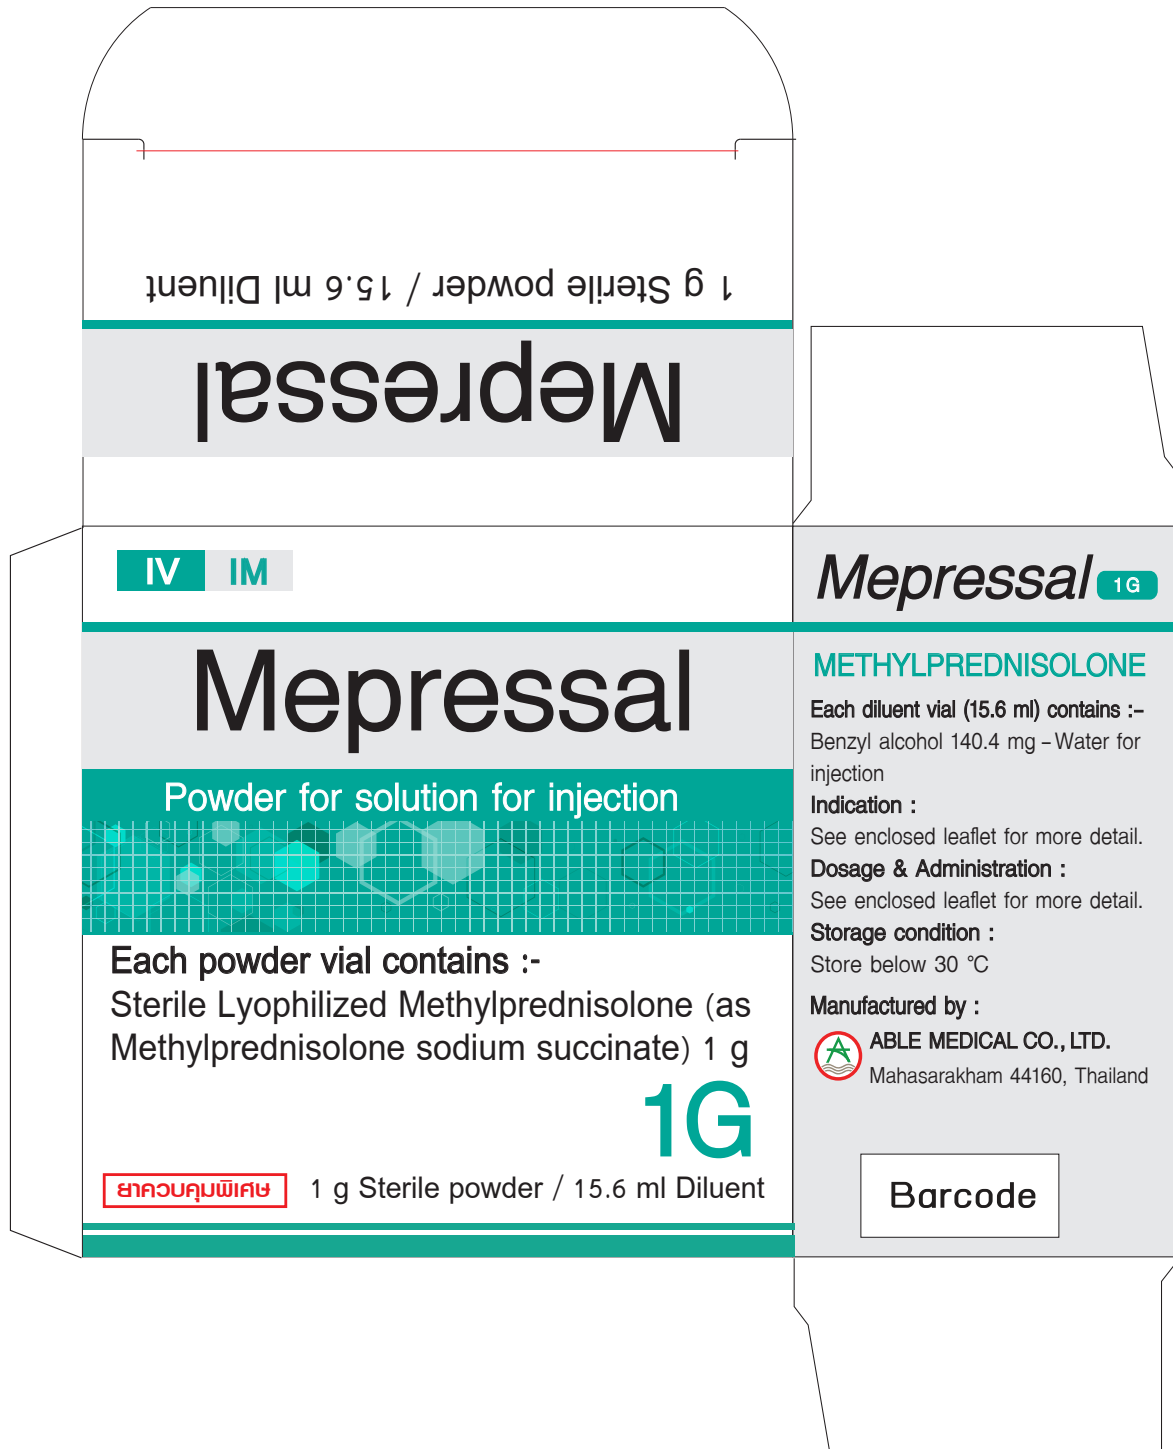 1 g Sterile powder / 15.6 ml Diluent
Mepressal
IV IM
Mepressal
Powder for solution for injection
Each powder vial contains :-
Sterile Lyophilized Methylprednisolone (as
Methylprednisolone sodium succinate) 1 g
1G
ยาควบคุมพิเศษ
1 g Sterile powder / 15.6 ml Diluent
Mepressal 1G
METHYLPREDNISOLONE
Each diluent vial (15.6 ml) contains :–
Benzyl alcohol 140.4 mg – Water for
injection
Indication :
See enclosed leaflet for more detail.
Dosage & Administration :
See enclosed leaflet for more detail.
Storage condition :
Store below 30 °C
Manufactured by :
ABLE MEDICAL CO., LTD.
Mahasarakham 44160, Thailand
Barcode